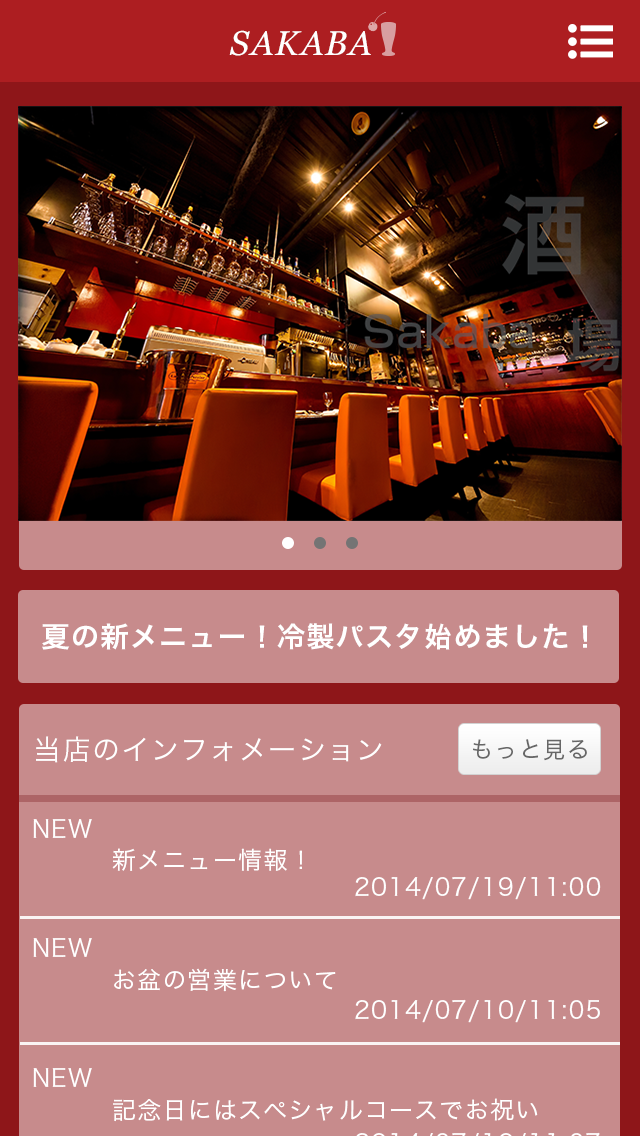 SAKABA
酒
Sakaba
場
夏の新メニュー！冷製パスタ始めました！
当店のインフォメーション
もっと見る
NEW
新メニュー情報！
2014/07/19/11:00
NEW
お盆の営業について
2014/07/10/11:05
NEW
記念日にはスペシャルコースでお祝い